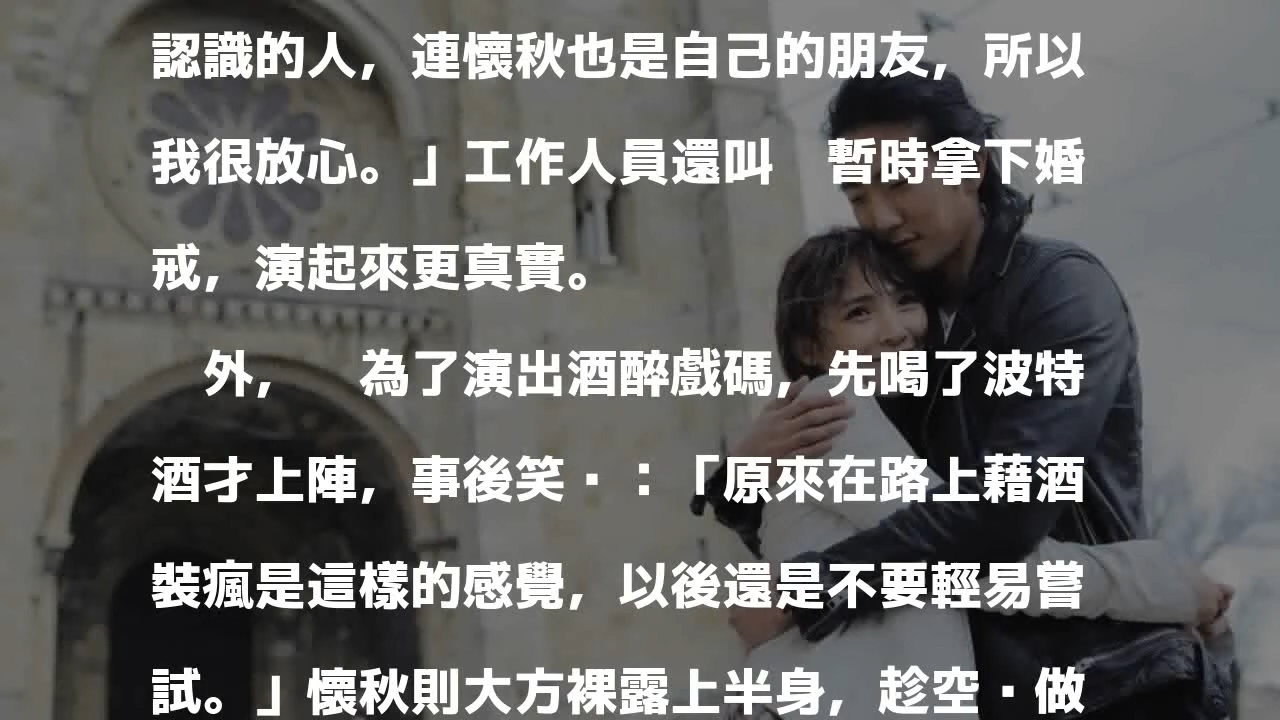 認識的人，連懷秋也是自己的朋友，所以
我很放心。」工作人員還叫　暫時拿下婚
戒，演起來更真實。
　外，　為了演出酒醉戲碼，先喝了波特
酒才上陣，事後笑▪：「原來在路上藉酒
裝瘋是這樣的感覺，以後還是不要輕易嘗
試。」懷秋則大方裸露上半身，趁空▪做